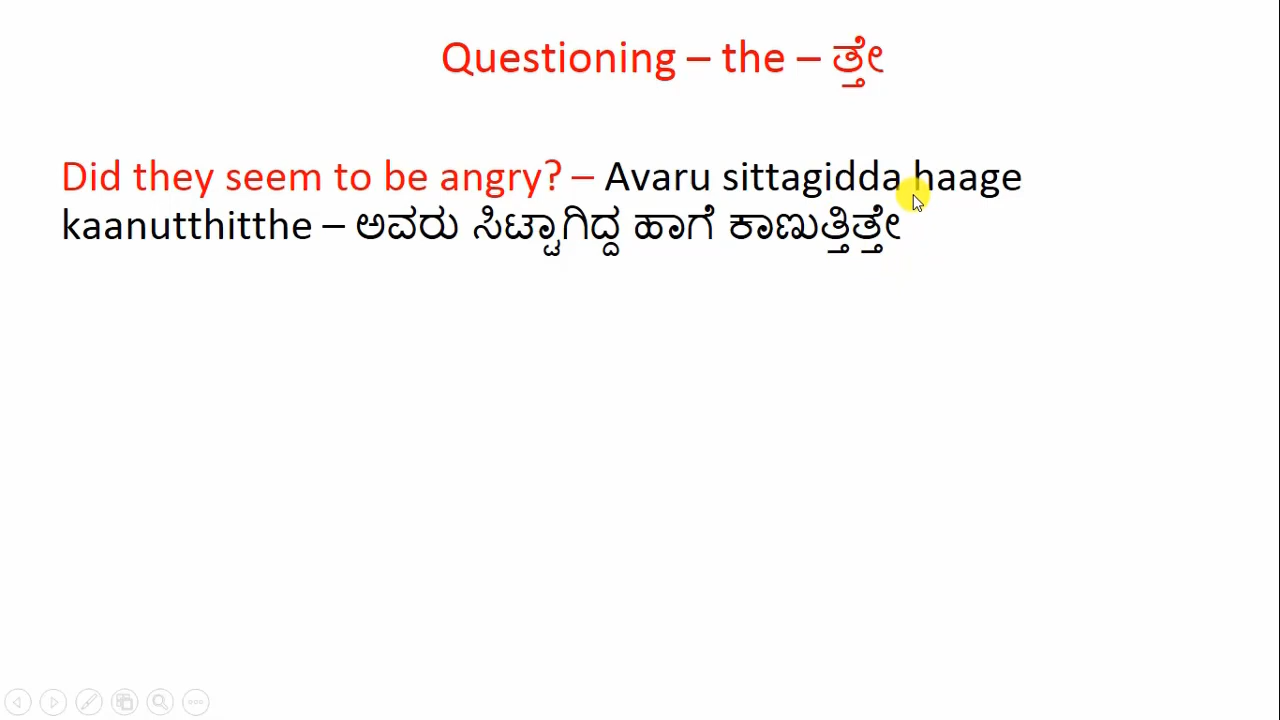 Questioning – the – ತ್ತೇ
Did they seem to be angry? – Avaru sittagidda haage
kaanutthitthe – ಅವರು ಸಿಟ್ಟಾಗಿದ್ದ ಹಾಗೆ ಕಾಣುತ್ತಿತ್ತೇ